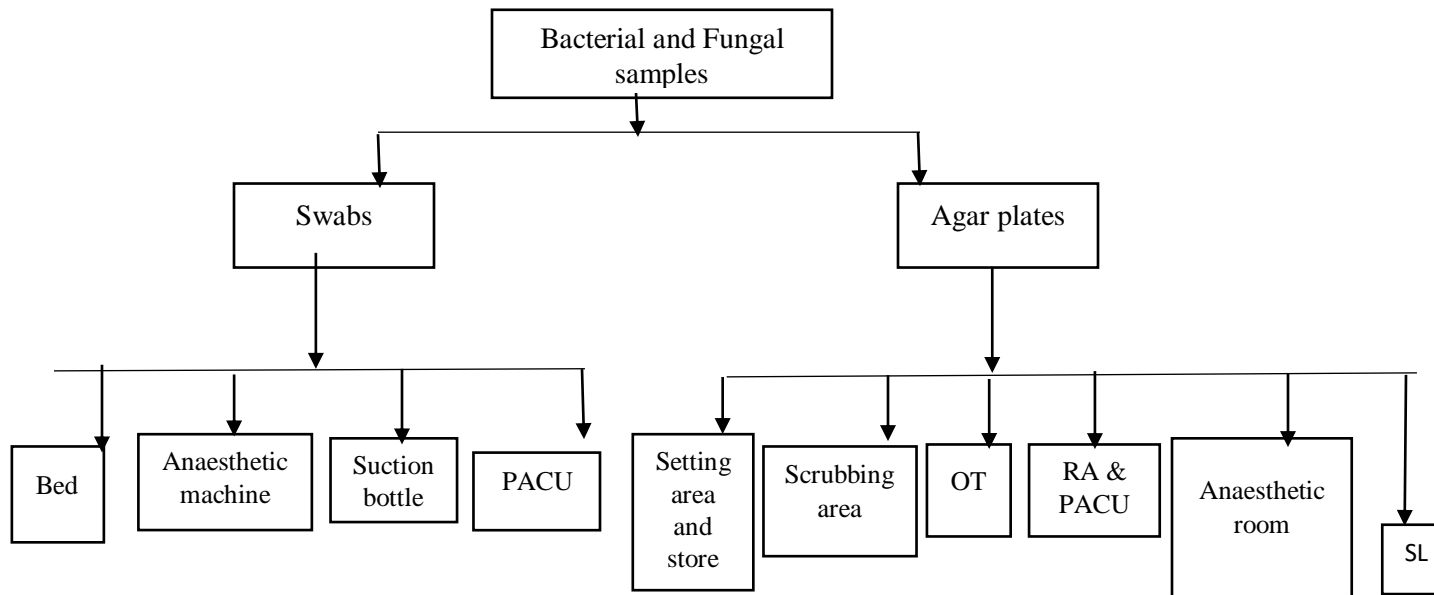 Bacterial and Fungal
samples
Swabs
Agar plates
Bed
Anaesthetic
machine
Suction
bottle
PACU
Setting
area
and
store
Scrubbing
area
OT
RA &
PACU
Anaesthetic
room
SL